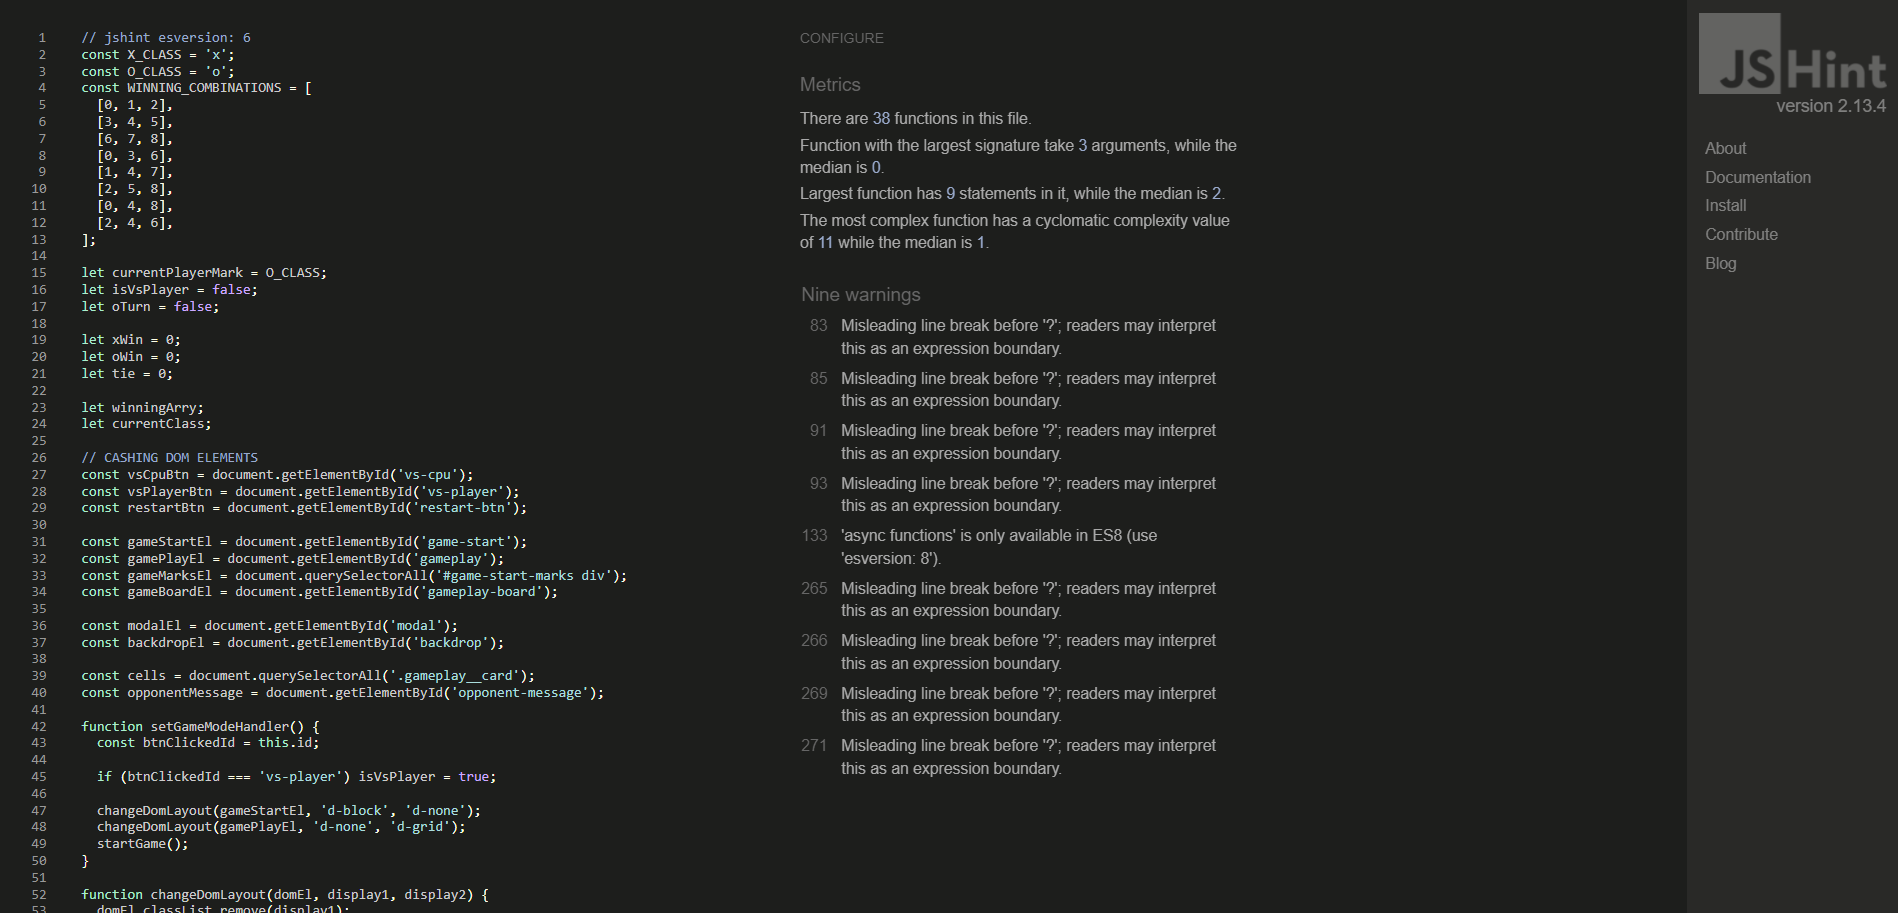 1 // jshint esversion: 6
2 const X_CLASS = 'x';
3 const O_CLASS = 'o';
4 const WINNING_COMBINATIONS = [
5 [0, 1, 2],
6 [3, 4, 5],
7 [6, 7, 8],
8 [0, 3, 6],
9 [1, 4, 7],
10 [2, 5, 8],
11 [0, 4, 8],
12 [2, 4, 6],
13 ];
14
15 let currentPlayerMark = O_CLASS;
16 let isVsPlayer = false;
17 let oTurn = false;
18
19 let xWin = 0;
20 let oWin = 0;
21 let tie = 0;
22
23 let winningArry;
24 let currentClass;
25
26 // CASHING DOM ELEMENTS
27 const vsCpuBtn = document.getElementById('vs-cpu');
28 const vsPlayerBtn = document.getElementById('vs-player');
29 const restartBtn = document.getElementById('restart-btn');
30
31 const gameStartEl = document.getElementById('game-start');
32 const gamePlayEl = document.getElementById('gameplay');
33 const gameMarksEl = document.querySelectorAll('#game-start-marks div');
34 const gameBoardEl = document.getElementById('gameplay-board');
35
36 const modalEl = document.getElementById('modal');
37 const backdropEl = document.getElementById('backdrop');
38
39 const cells = document.querySelectorAll('.gameplay__card');
40 const opponentMessage = document.getElementById('opponent-message');
41
42 function setGameModeHandler() {
43 const btnClickedId = this.id;
44
45 if (btnClickedId === 'vs-player') isVsPlayer = true;
46
47 changeDomLayout(gameStartEl, 'd-block', 'd-none');
48 changeDomLayout(gamePlayEl, 'd-none', 'd-grid');
49 startGame();
50 }
51
52 function changeDomLayout(domEl, display1, display2) {
53 domEl.classList.remove(display1);
CONFIGURE
Metrics
There are 38 functions in this file.
Function with the largest signature take 3 arguments, while the
median is 0.
Largest function has 9 statements in it, while the median is 2.
The most complex function has a cyclomatic complexity value
of 11 while the median is 1.
Nine warnings
83 Misleading line break before '?'; readers may interpret
this as an expression boundary.
85 Misleading line break before '?'; readers may interpret
this as an expression boundary.
91 Misleading line break before '?'; readers may interpret
this as an expression boundary.
93 Misleading line break before '?'; readers may interpret
this as an expression boundary.
133 'async functions' is only available in ES8 (use
'esversion: 8').
265 Misleading line break before '?'; readers may interpret
this as an expression boundary.
266 Misleading line break before '?'; readers may interpret
this as an expression boundary.
269 Misleading line break before '?'; readers may interpret
this as an expression boundary.
271 Misleading line break before '?'; readers may interpret
this as an expression boundary.
JSHint
version 2.13.4
About
Documentation
Install
Contribute
Blog